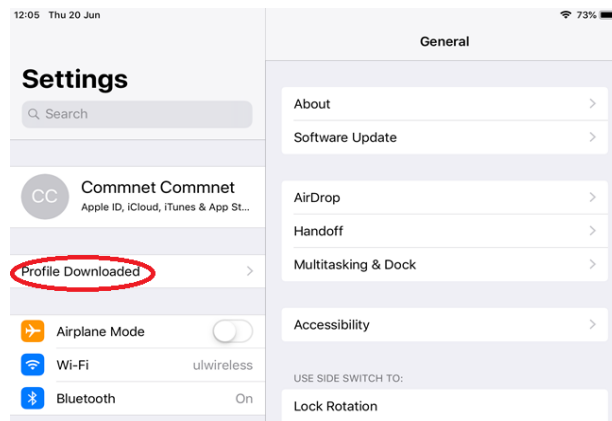 12:05 Thu 20 Jun
73%
Settings
Search
CC
Commnet Commnet
Apple ID, iCloud, iTunes & App St...
Profile Downloaded
Airplane Mode
Wi-Fi ulwireless
Bluetooth On
General
About
Software Update
AirDrop
Handoff
Multitasking & Dock
Accessibility
USE SIDE SWITCH TO:
Lock Rotation